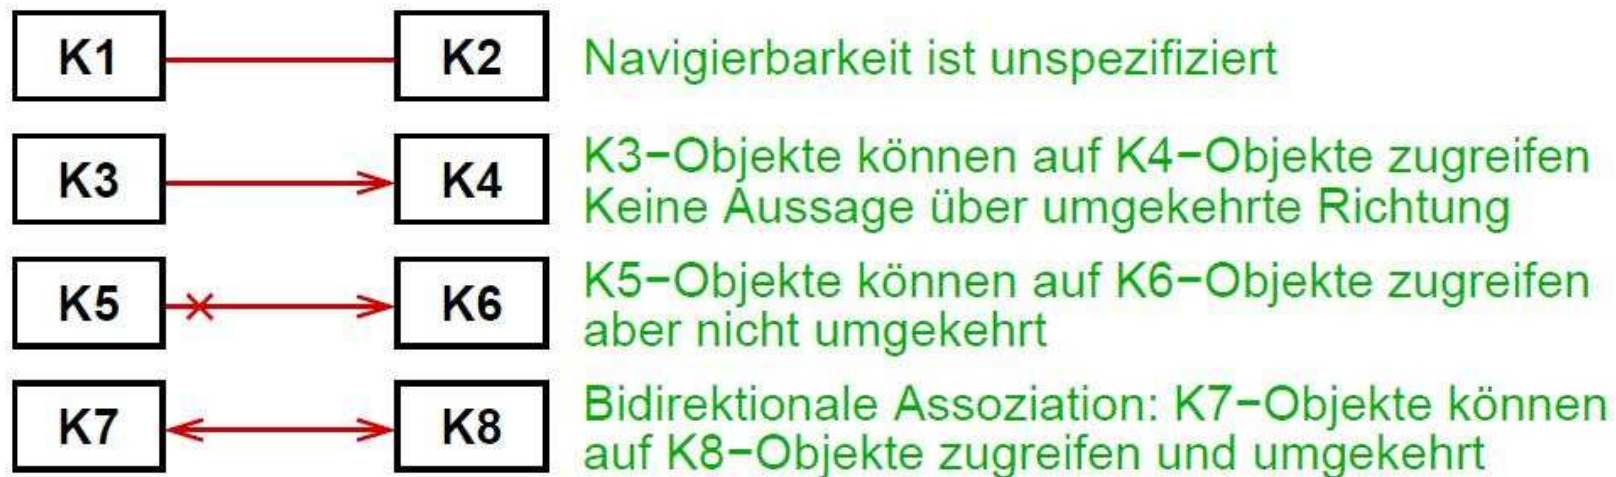 K1 K2 Navigierbarkeit ist unspezifiziert
K3 K4 K3−Objekte können auf K4−Objekte zugreifen
Keine Aussage über umgekehrte Richtung
K5 K6 K5−Objekte können auf K6−Objekte zugreifen
aber nicht umgekehrt
K7 K8 Bidirektionale Assoziation: K7−Objekte können
auf K8−Objekte zugreifen und umgekehrt